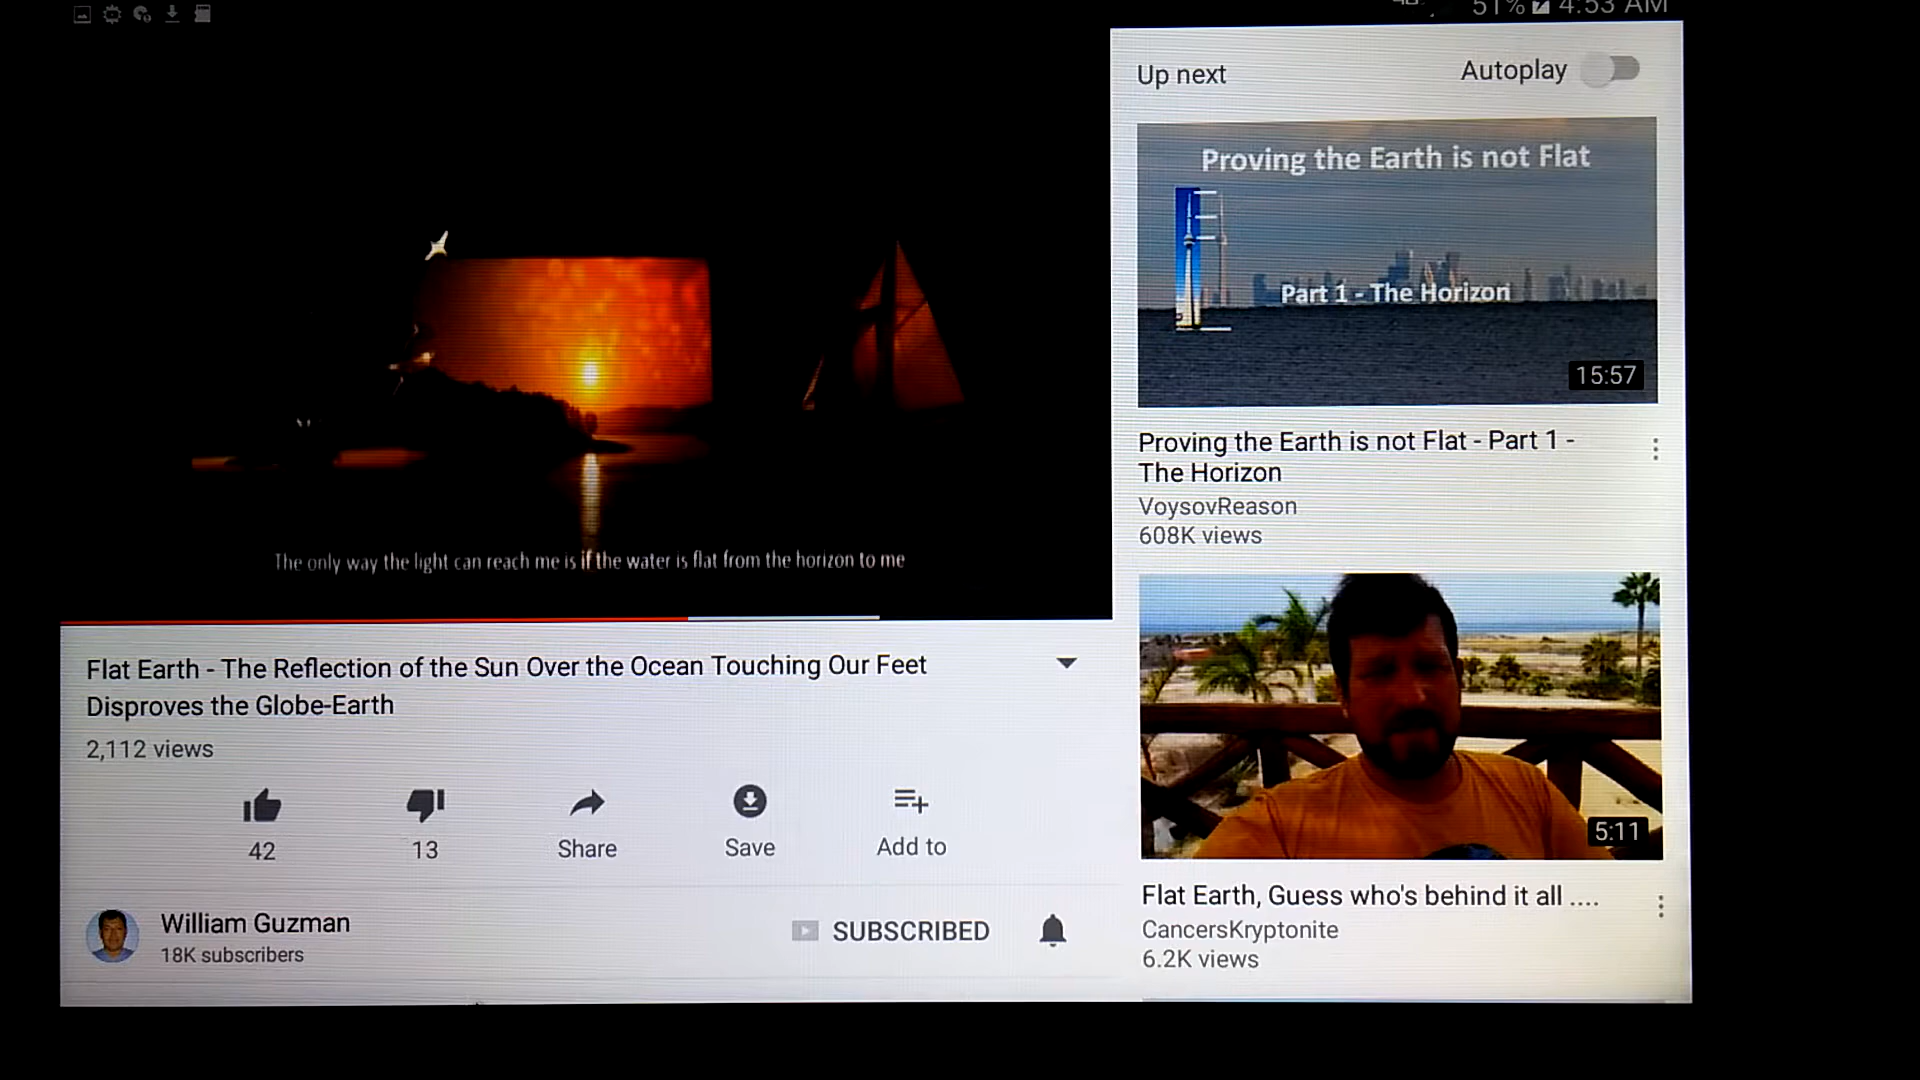 51% 4:53 AM
The only way the light can reach me is if the water is flat from the horizon to me
Flat Earth - The Reflection of the Sun Over the Ocean Touching Our Feet
Disproves the Globe-Earth
2,112 views
42
13
Share
Save
Add to
William Guzman
18K subscribers
SUBSCRIBED
Up next
Autoplay
Proving the Earth is not Flat
Part 1 - The Horizon
15:57
Proving the Earth is not Flat - Part 1 -
The Horizon
VoysovReason
608K views
5:11
Flat Earth, Guess who's behind it all ....
CancersKryptonite
6.2K views